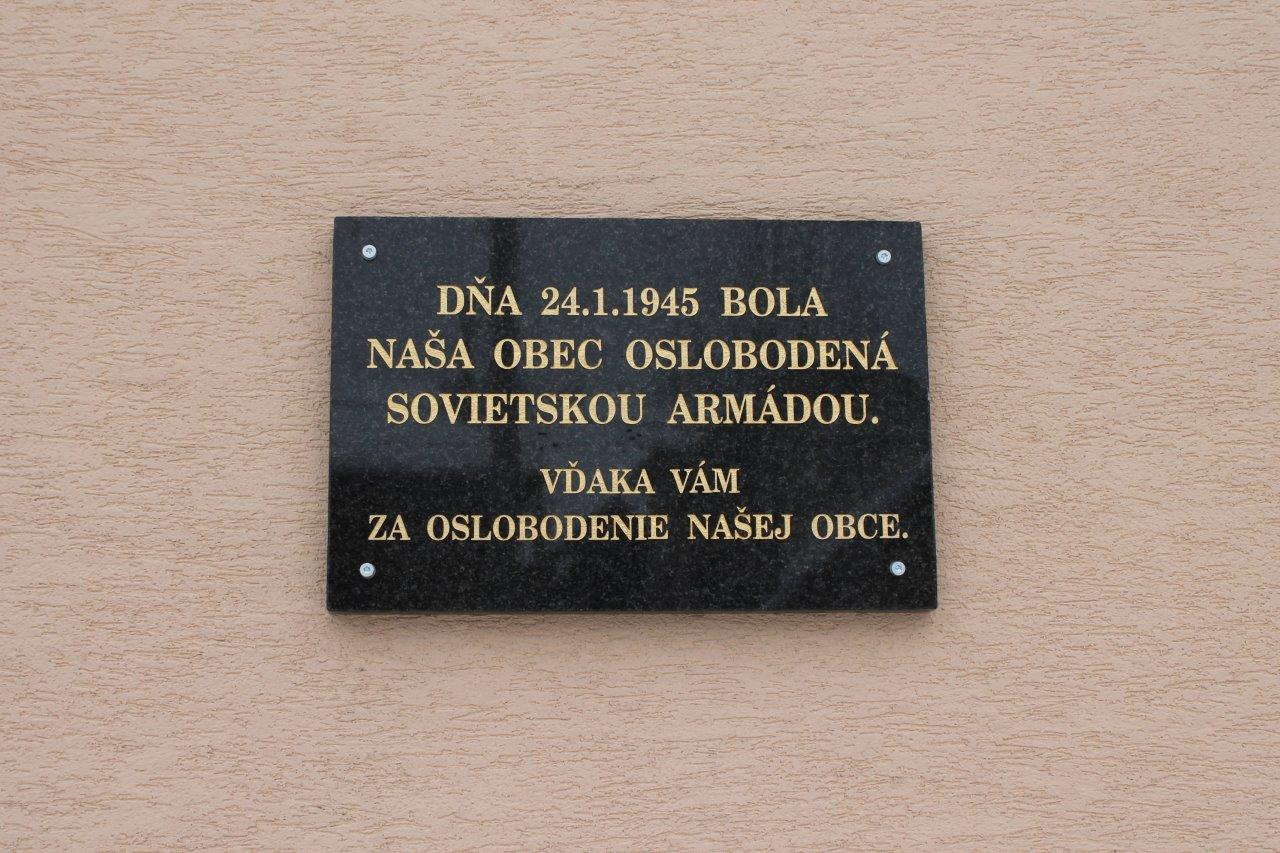 DŇA 24.1.1945 BOLA
NAŠA OBEC OSLOBODENÁ
SOVIETSKOU ARMÁDOU.
VĎAKA VÁM
ZA OSLOBODENIE NAŠEJ OBCE.